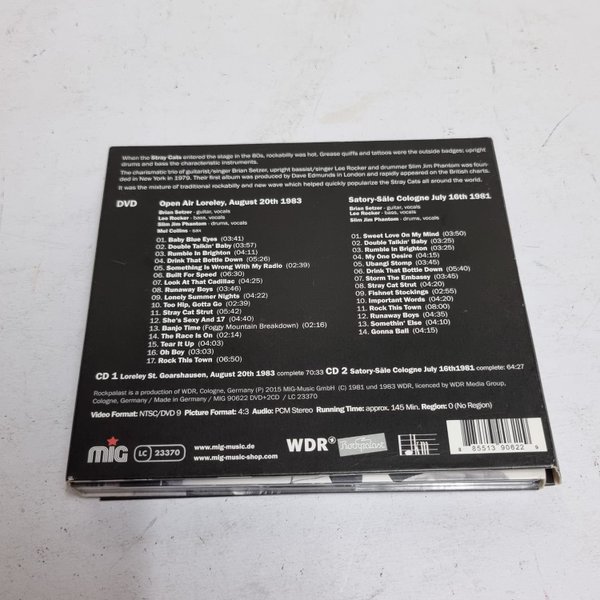 When the Stray Cats entered the stage in the 80s, rockabilly was hot. Grease quiffs and tattoos were the outside badges; upright
drums and bass the characteristic instruments.
The charismatic trio of guitarist/singer Brian Setzer, upright bassist/singer Lee Rocker and drummer Slim Jim Phantom was foun-
ded in New York in 1979. Their first album was produced by Dave Edmunds in London and rapidly appeared on the British charts.
It was the mixture of traditional rockabilly and new wave which helped quickly popularize the Stray Cats all around the world.
DVD
Open Air Loreley, August 20th 1983
Brian Setzer - guitar, vocals
Lee Rocker - bass, vocals
Slim Jim Phantom - drums, vocals
Mel Collins - sax
01. Baby Blue Eyes (03:41)
02. Double Talkin' Baby (03:57)
03. Rumble in Brighton (04:11)
04. Drink That Bottle Down (05:26)
05. Something is Wrong With My Radio (02:39)
06. Built For Speed (06:30)
07. Look At That Cadillac (04:25)
08. Runaway Boys (03:46)
09. Lonely Summer Nights (04:22)
10. Too Hip, Gotta Go (02:39)
11. Stray Cat Strut (05:42)
12. She's Sexy And 17 (04:40)
13. Banjo Time (Foggy Mountain Breakdown) (02:16)
14. The Race Is On (02:14)
15. Tear It Up (04:03)
16. Oh Boy (03:03)
17. Rock This Town (06:50)
Satory-Säle Cologne July 16th 1981
Brian Setzer - guitar, vocals
Lee Rocker - bass, vocals
Slim Jim Phantom - drums, vocals
01. Sweet Love On My Mind (03:50)
02. Double Talkin' Baby (03:25)
03. Rumble In Brighton (03:25)
04. My One Desire (04:15)
05. Ubangi Stomp (03:45)
06. Drink That Bottle Down (05:40)
07. Storm The Embassy (03:45)
08. Stray Cat Strut (04:20)
09. Fishnet Stockings (02:55)
10. Important Words (04:20)
11. Rock This Town (08:00)
12. Runaway Boys (04:35)
13. Somethin' Else (04:10)
14. Gonna Ball (04:15)
CD 1 Loreley St. Goarshausen, August 20th 1983 complete 70:33 CD 2 Satory-Säle Cologne July 16th1981 complete: 64:27
Rockpalast is a production of WDR, Cologne, Germany (P) 2015 MIG-Music GmbH (C) 1981 und 1983 WDR, licenced by WDR Media Group,
Cologne, Germany / Made in Germany / MIG 90622 DVD+2CD / LC 23370
Video Format: NTSC/DVD 9 Picture Format: 4:3 Audio: PCM Stereo Running Time: approx. 145 Min. Region: 0 (No Region)
mig
LC 23370
www.mig-music.de
www.mig-music-shop.com
WDR
Rockpalast
km
8 85513 90622 9